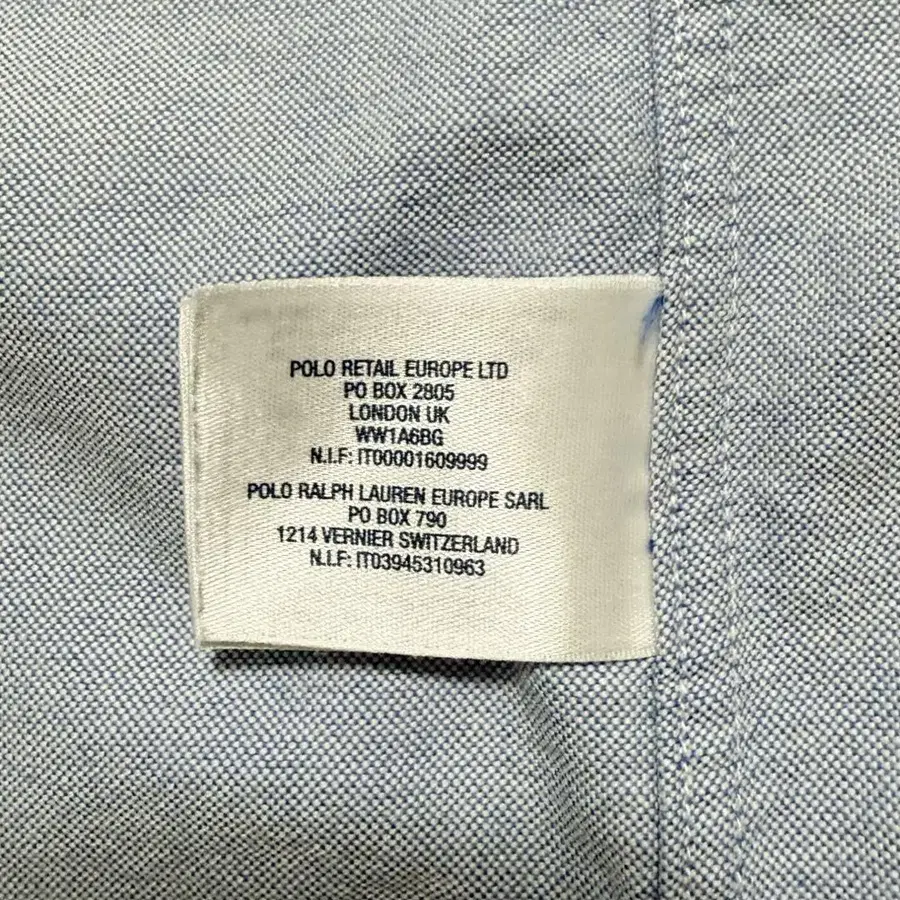 POLO RETAIL EUROPE LTD
PO BOX 2805
LONDON UK
WW1A6BG
N.I.F: IT00001609999
POLO RALPH LAUREN EUROPE SARL
PO BOX 790
1214 VERNIER SWITZERLAND
N.I.F: IT03945310963